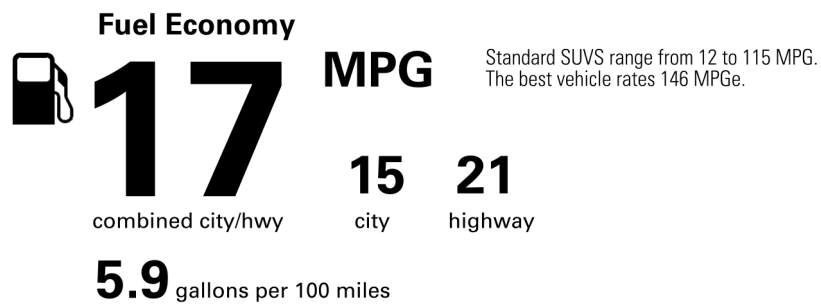 Fuel Economy
17 MPG
Standard SUVS range from 12 to 115 MPG.
The best vehicle rates 146 MPGe.
15 21
combined city/hwy city highway
5.9 gallons per 100 miles